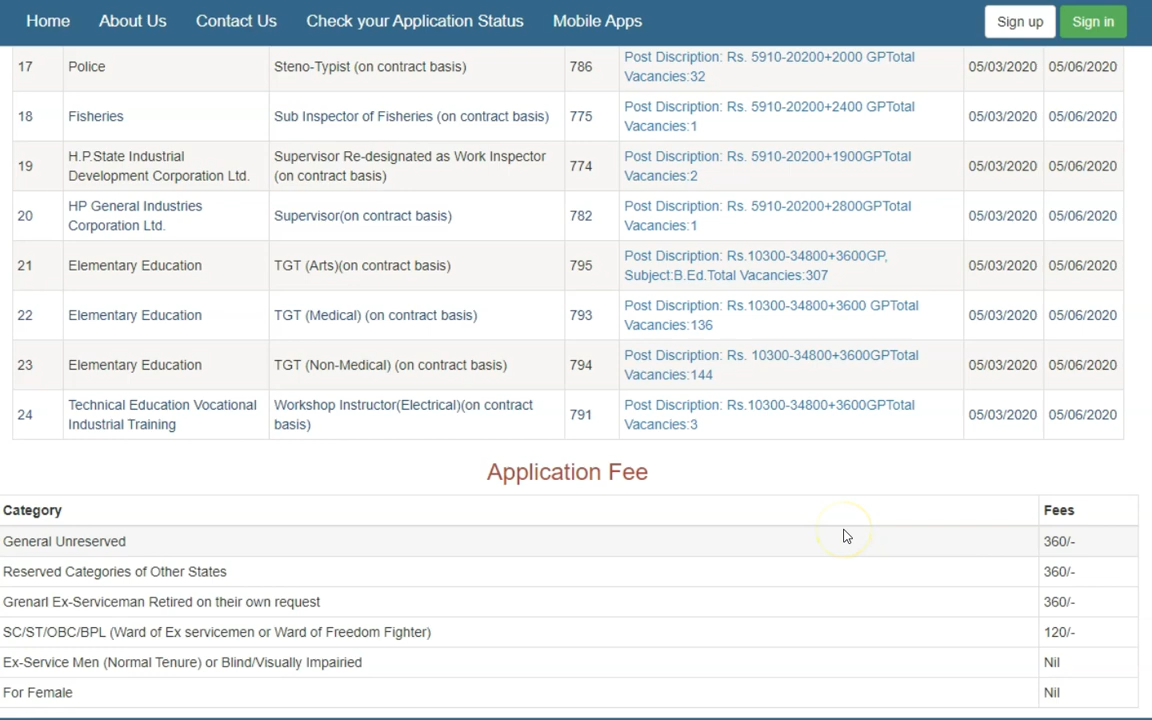 Home About Us Contact Us Check your Application Status Mobile Apps Sign up Sign in
17 Police Steno-Typist (on contract basis) 786 Post Discription: Rs. 5910-20200+2000 GPTotal 05/03/2020 05/06/2020
Vacancies:32
18 Fisheries Sub Inspector of Fisheries (on contract basis) 775 Post Discription: Rs. 5910-20200+2400 GPTotal 05/03/2020 05/06/2020
Vacancies:1
19 H.P.State Industrial Supervisor Re-designated as Work Inspector 774 Post Discription: Rs. 5910-20200+1900GPTotal 05/03/2020 05/06/2020
Development Corporation Ltd. (on contract basis) Vacancies:2
20 HP General Industries Supervisor(on contract basis) 782 Post Discription: Rs. 5910-20200+2800GPTotal 05/03/2020 05/06/2020
Corporation Ltd. Vacancies:1
21 Elementary Education TGT (Arts)(on contract basis) 795 Post Discription: Rs.10300-34800+3600GP, 05/03/2020 05/06/2020
Subject:B.Ed.Total Vacancies:307
22 Elementary Education TGT (Medical) (on contract basis) 793 Post Discription: Rs.10300-34800+3600 GPTotal 05/03/2020 05/06/2020
Vacancies:136
23 Elementary Education TGT (Non-Medical) (on contract basis) 794 Post Discription: Rs. 10300-34800+3600GPTotal 05/03/2020 05/06/2020
Vacancies:144
24 Technical Education Vocational Workshop Instructor(Electrical)(on contract 791 Post Discription: Rs.10300-34800+3600GPTotal 05/03/2020 05/06/2020
Industrial Training basis) Vacancies:3
Application Fee
Category Fees
General Unreserved 360/-
Reserved Categories of Other States 360/-
Grenarl Ex-Serviceman Retired on their own request 360/-
SC/ST/OBC/BPL (Ward of Ex servicemen or Ward of Freedom Fighter) 120/-
Ex-Service Men (Normal Tenure) or Blind/Visually Impairied Nil
For Female Nil